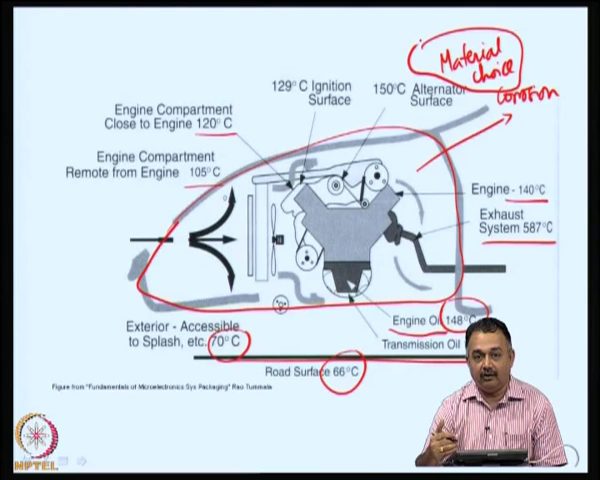 Material
choice
corrosion
129°C Ignition
Surface
150°C Alternator
Surface
Engine Compartment
Close to Engine 120°C
Engine Compartment
Remote from Engine 105°C
Engine - 140°C
Exhaust
System 587°C
Engine Oil 148°C
Transmission Oil
Exterior - Accessible
to Splash, etc. 70°C
Road Surface 66°C
Figure from "Fundamentals of Microelectronics Sys Packaging" Rao Tummala
NPTEL